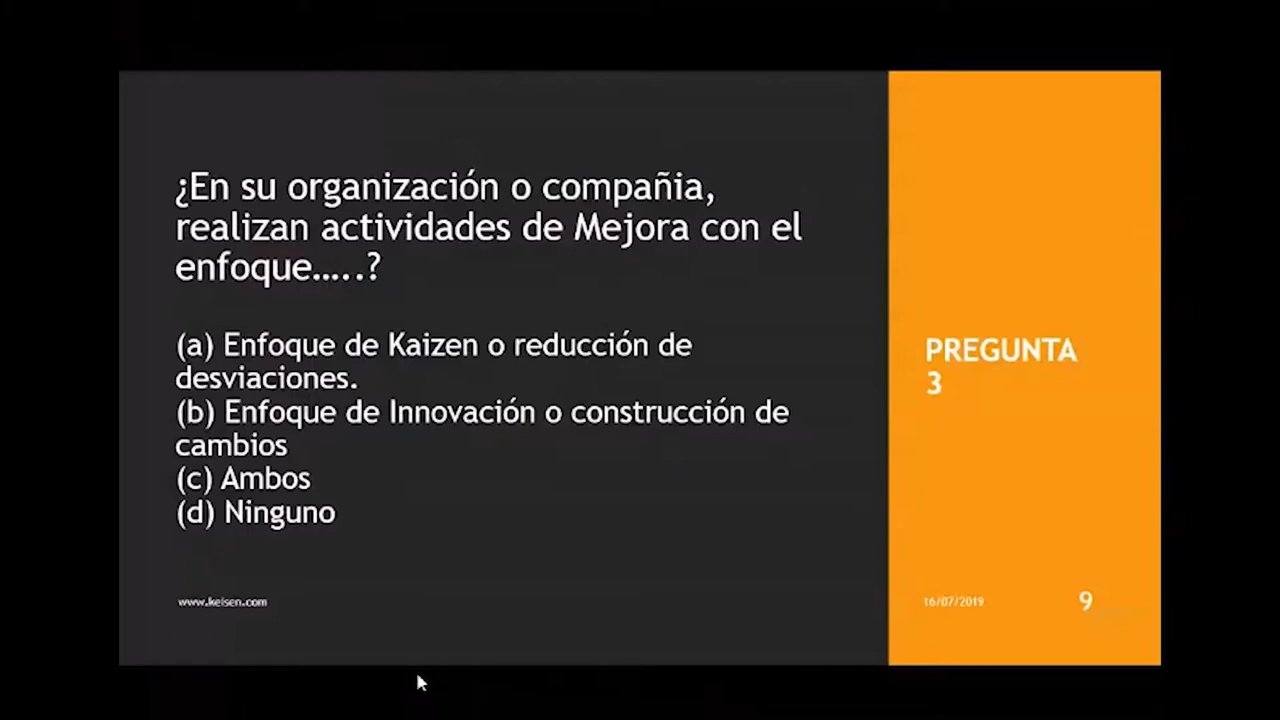 ¿En su organización o compañia,
realizan actividades de Mejora con el
enfoque…..?
(a) Enfoque de Kaizen o reducción de
desviaciones.
(b) Enfoque de Innovación o construcción de
cambios
(c) Ambos
(d) Ninguno
PREGUNTA
3
www.keisen.com
16/07/2019
9